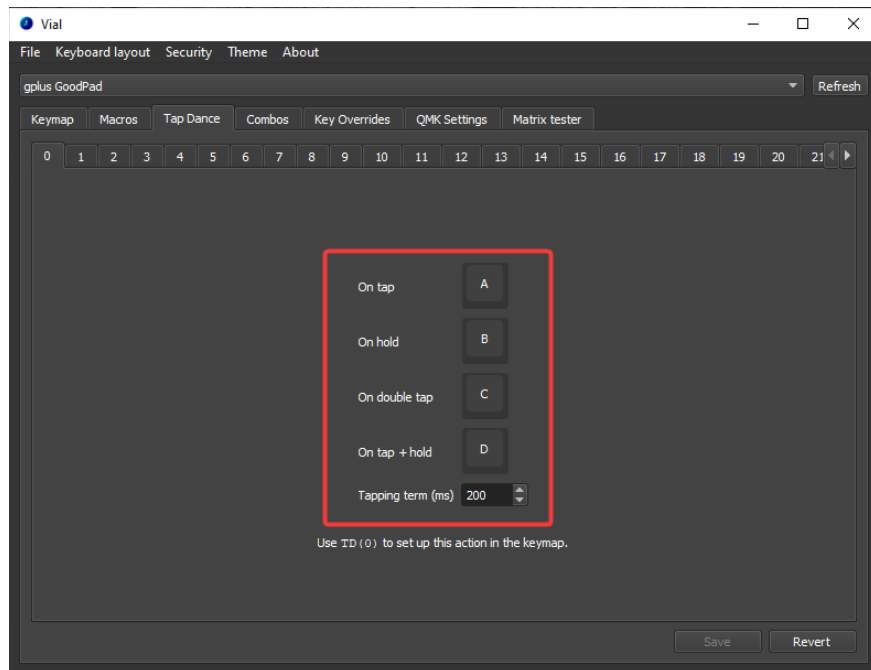 Vial
File Keyboard layout Security Theme About
gplus GoodPad Refresh
Keymap Macros Tap Dance Combos Key Overrides QMK Settings Matrix tester
0 1 2 3 4 5 6 7 8 9 10 11 12 13 14 15 16 17 18 19 20 21
On tap A
On hold B
On double tap C
On tap + hold D
Tapping term (ms) 200
Use TD(0) to set up this action in the keymap.
Save Revert